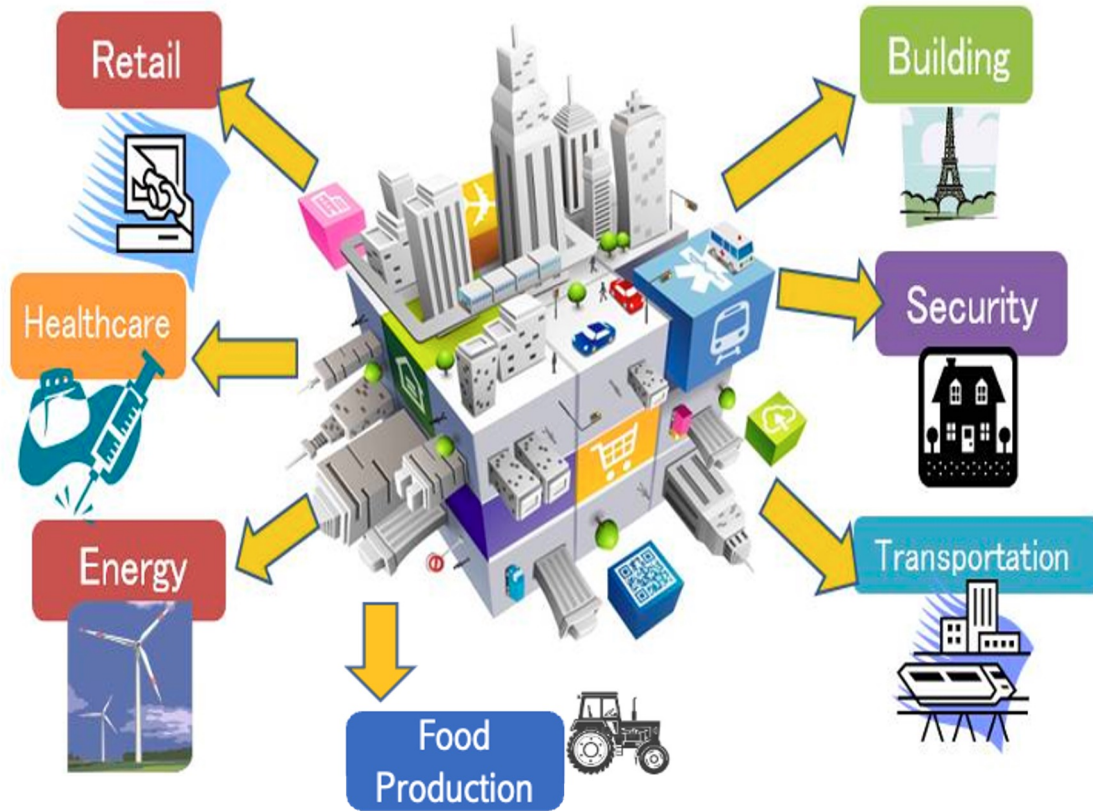 Retail
Building
Healthcare
Security
Energy
Transportation
Food
Production